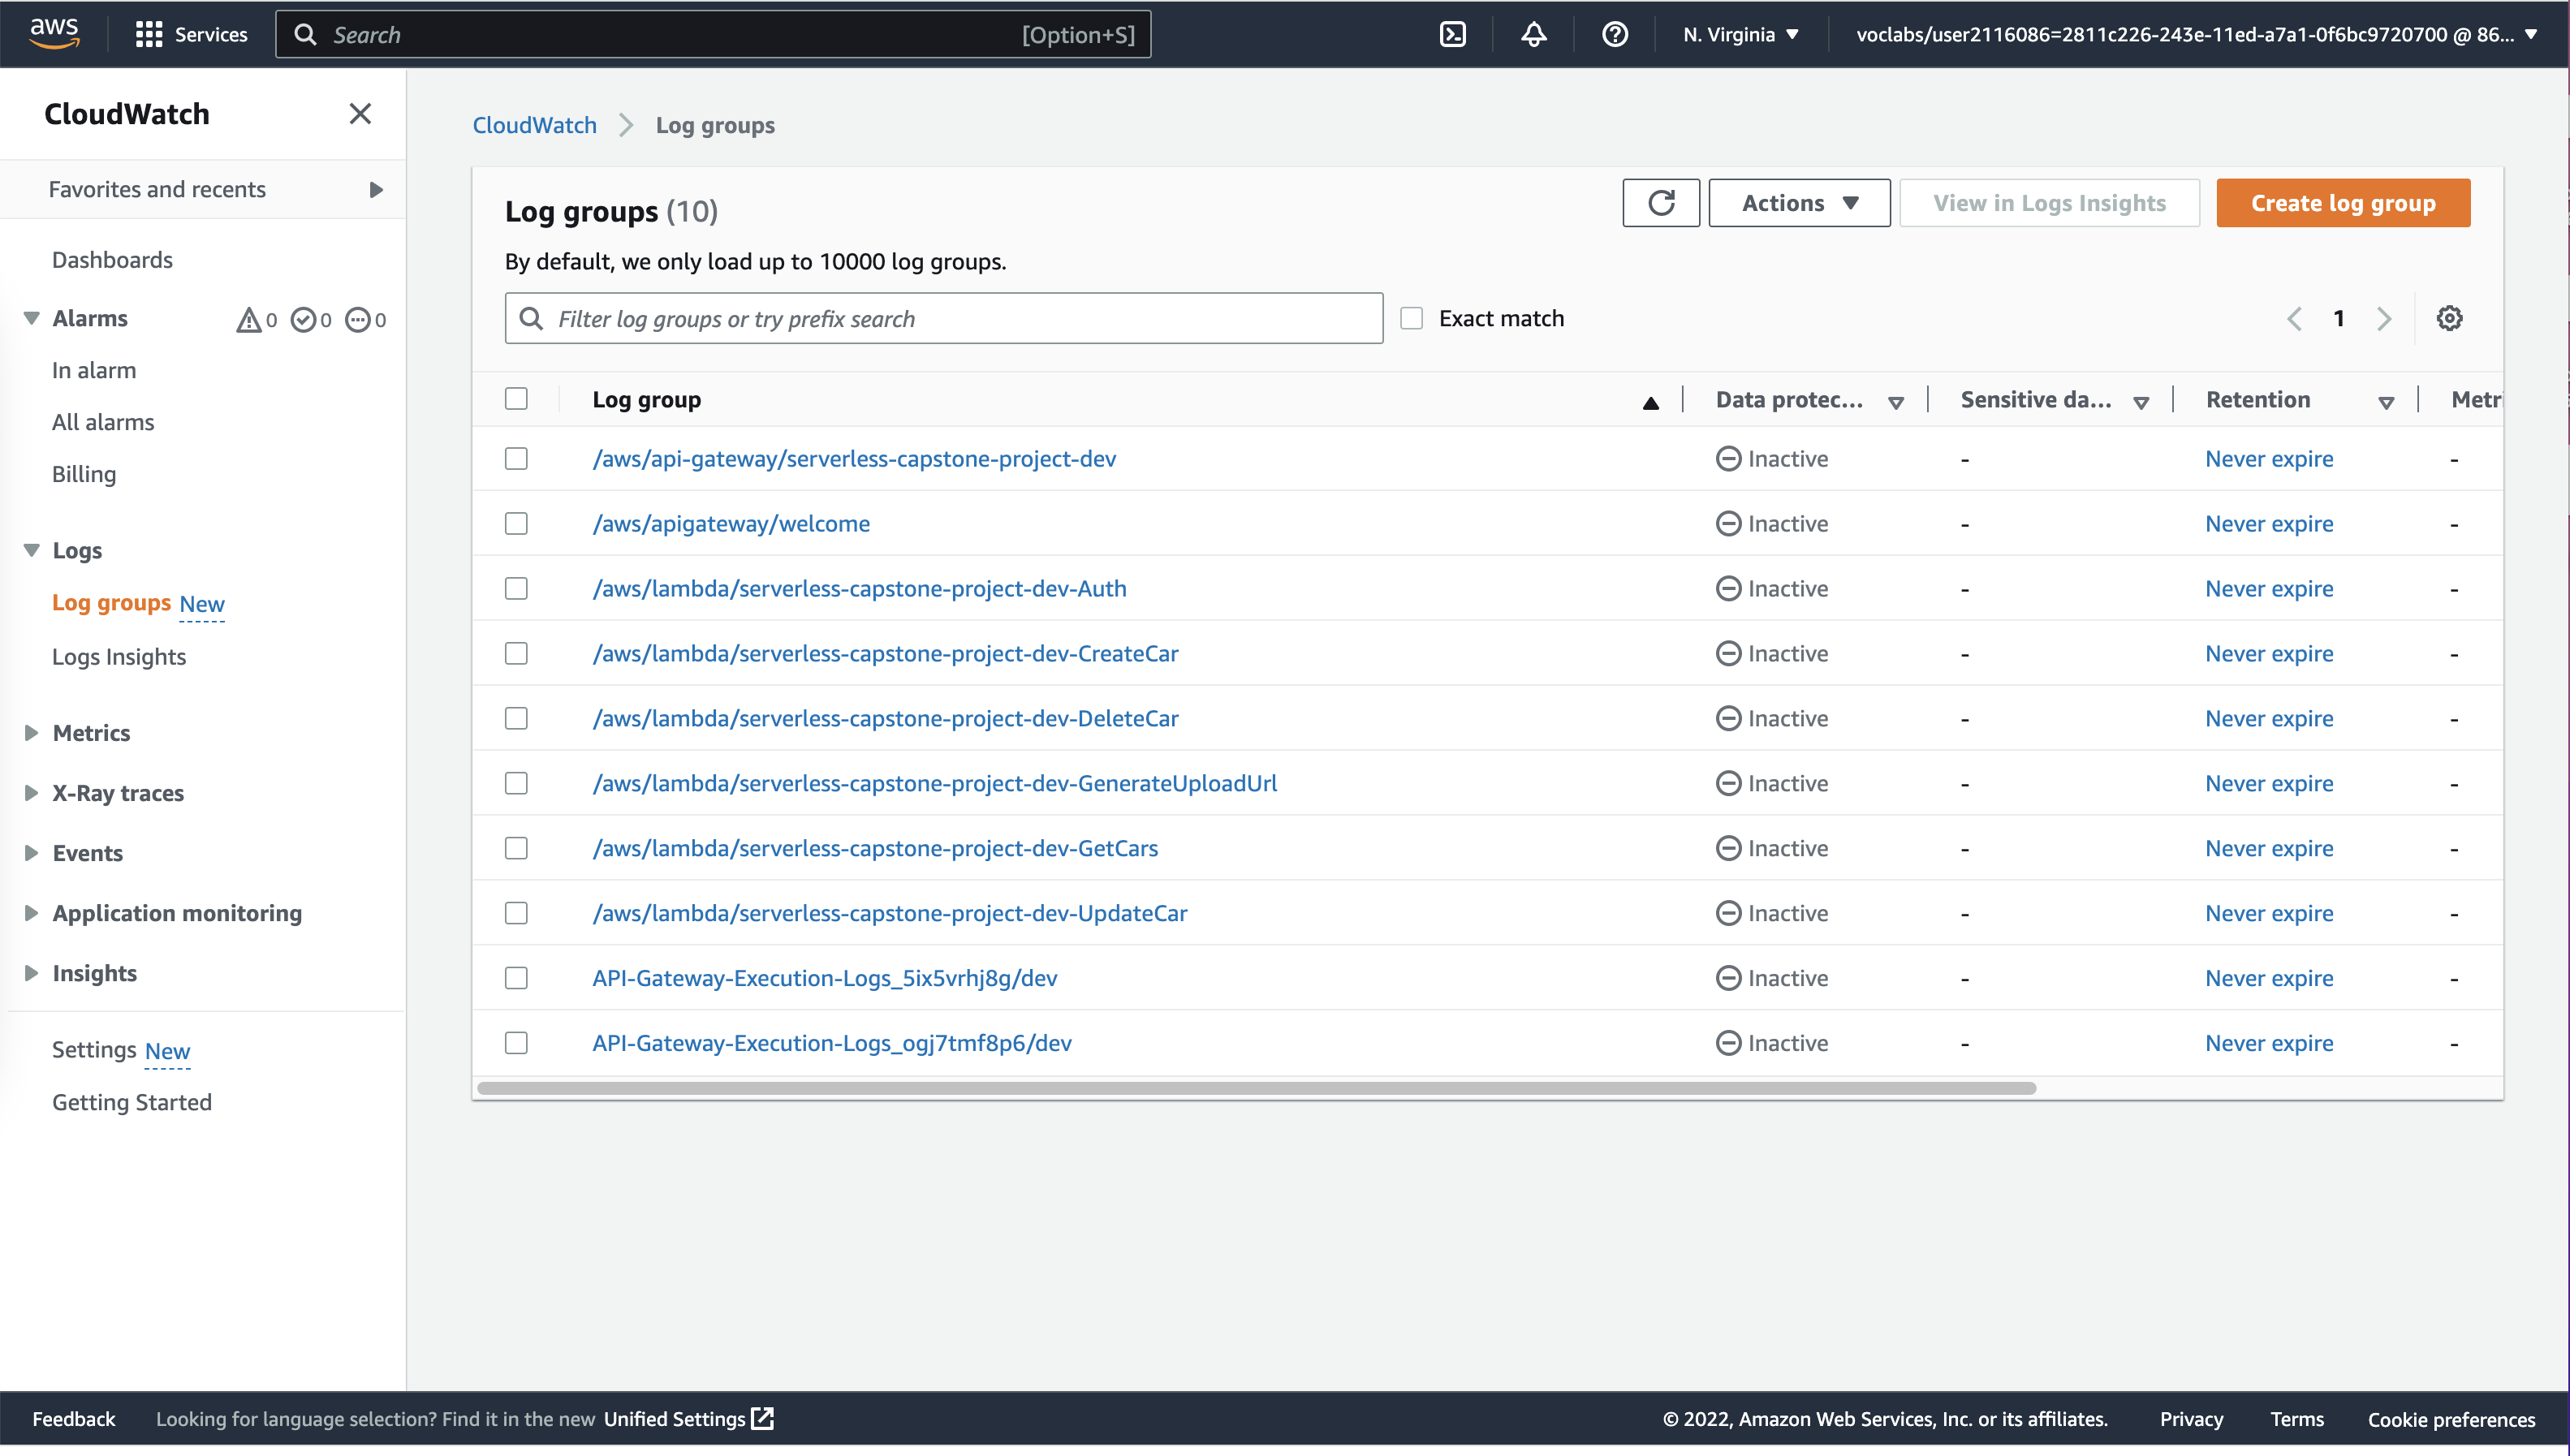 aws Services Search [Option+S] N. Virginia voclabs/user2116086=2811c226-243e-11ed-a7a1-0f6bc9720700 @ 86...
CloudWatch
Favorites and recents
Dashboards
Alarms 0 0 0
In alarm
All alarms
Billing
Logs
Log groups New
Logs Insights
Metrics
X-Ray traces
Events
Application monitoring
Insights
Settings New
Getting Started
CloudWatch Log groups
Log groups (10)
Actions View in Logs Insights Create log group
By default, we only load up to 10000 log groups.
Filter log groups or try prefix search Exact match 1
Log group Data protec... Sensitive da... Retention Metri
/aws/api-gateway/serverless-capstone-project-dev Inactive - Never expire -
/aws/apigateway/welcome Inactive - Never expire -
/aws/lambda/serverless-capstone-project-dev-Auth Inactive - Never expire -
/aws/lambda/serverless-capstone-project-dev-CreateCar Inactive - Never expire -
/aws/lambda/serverless-capstone-project-dev-DeleteCar Inactive - Never expire -
/aws/lambda/serverless-capstone-project-dev-GenerateUploadUrl Inactive - Never expire -
/aws/lambda/serverless-capstone-project-dev-GetCars Inactive - Never expire -
/aws/lambda/serverless-capstone-project-dev-UpdateCar Inactive - Never expire -
API-Gateway-Execution-Logs_5ix5vrhj8g/dev Inactive - Never expire -
API-Gateway-Execution-Logs_ogj7tmf8p6/dev Inactive - Never expire -
Feedback Looking for language selection? Find it in the new Unified Settings © 2022, Amazon Web Services, Inc. or its affiliates. Privacy Terms Cookie preferences